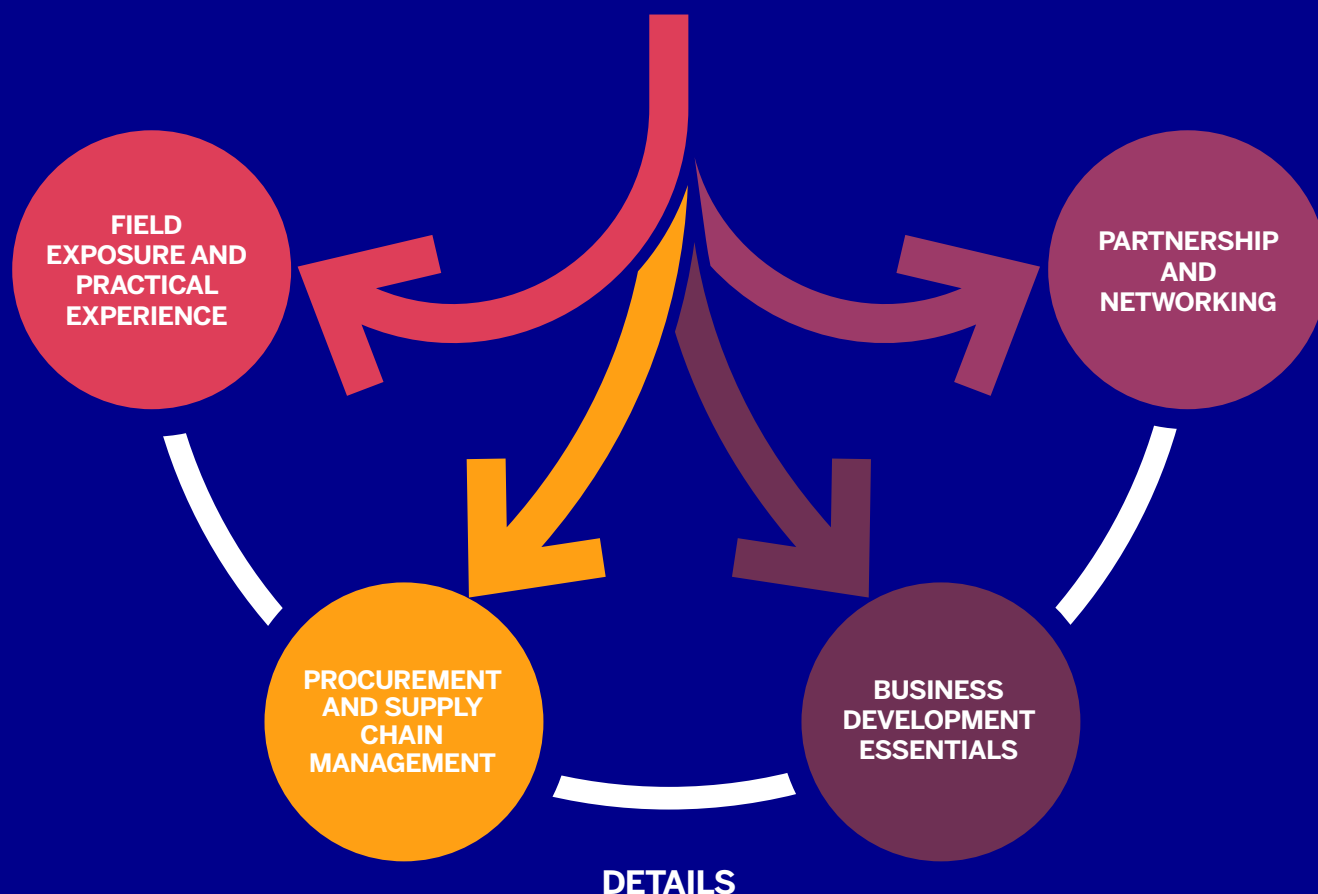 FIELD
EXPOSURE AND
PRACTICAL
EXPERIENCE
PARTNERSHIP
AND
NETWORKING
PROCUREMENT
AND SUPPLY
CHAIN
MANAGEMENT
BUSINESS
DEVELOPMENT
ESSENTIALS
DETAILS